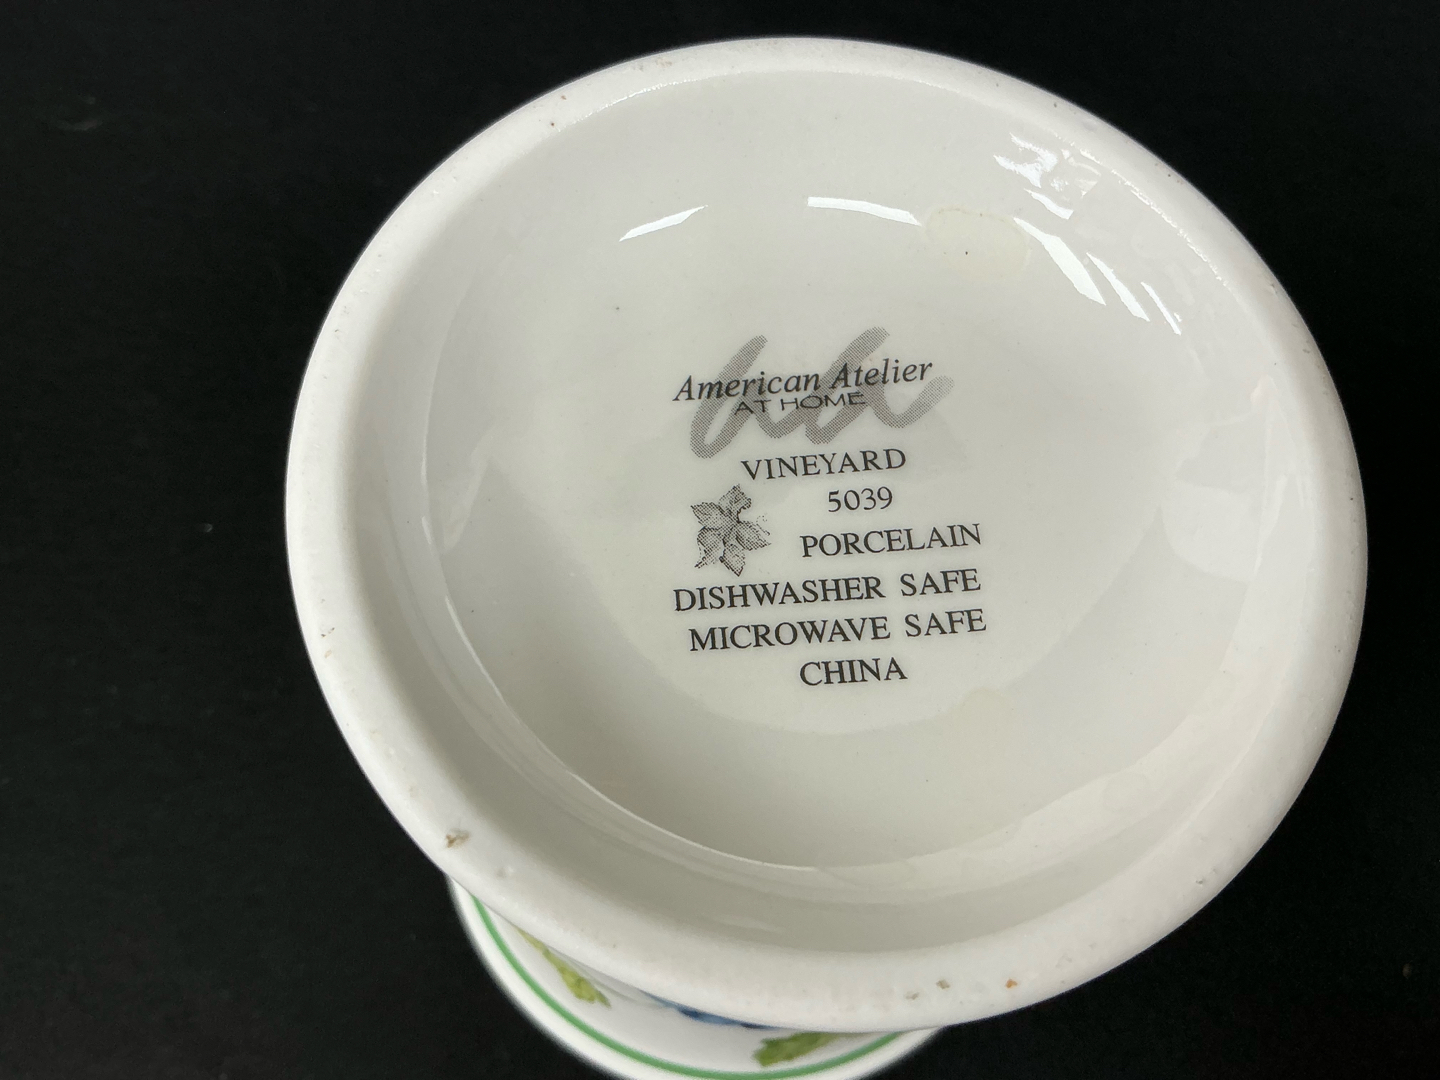 American Atelier
AT HOME
VINEYARD
5039
PORCELAIN
DISHWASHER SAFE
MICROWAVE SAFE
CHINA